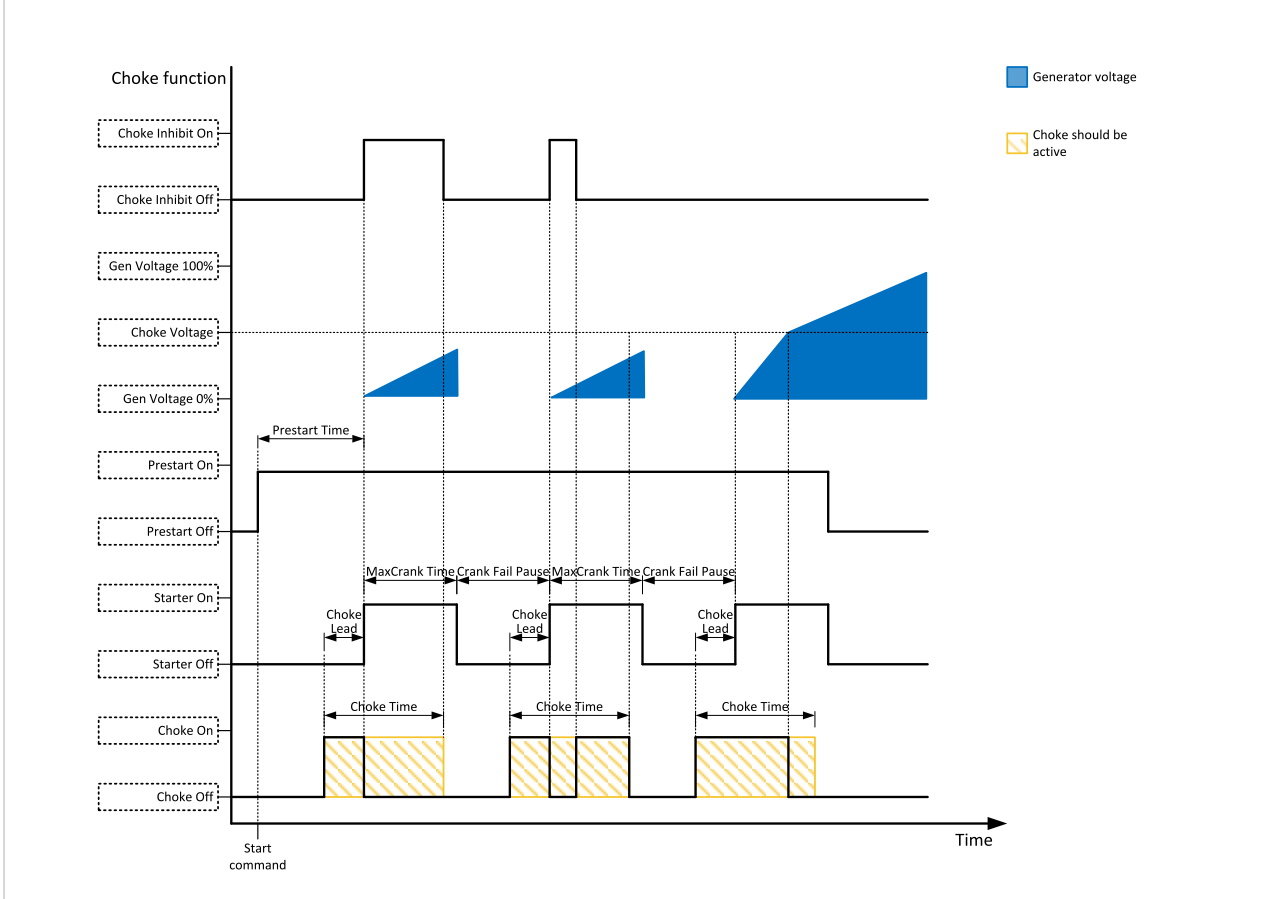 Choke function
Generator voltage
Choke Inhibit On
Choke should be
active
Choke Inhibit Off
Gen Voltage 100%
Choke Voltage
Gen Voltage 0%
Prestart Time
Prestart On
Prestart Off
MaxCrank Time Crank Fail Pause MaxCrank Time Crank Fail Pause
Starter On
Choke Choke Choke
Lead Lead Lead
Starter Off
Choke Time Choke Time Choke Time
Choke On
Choke Off
Time
Start
command